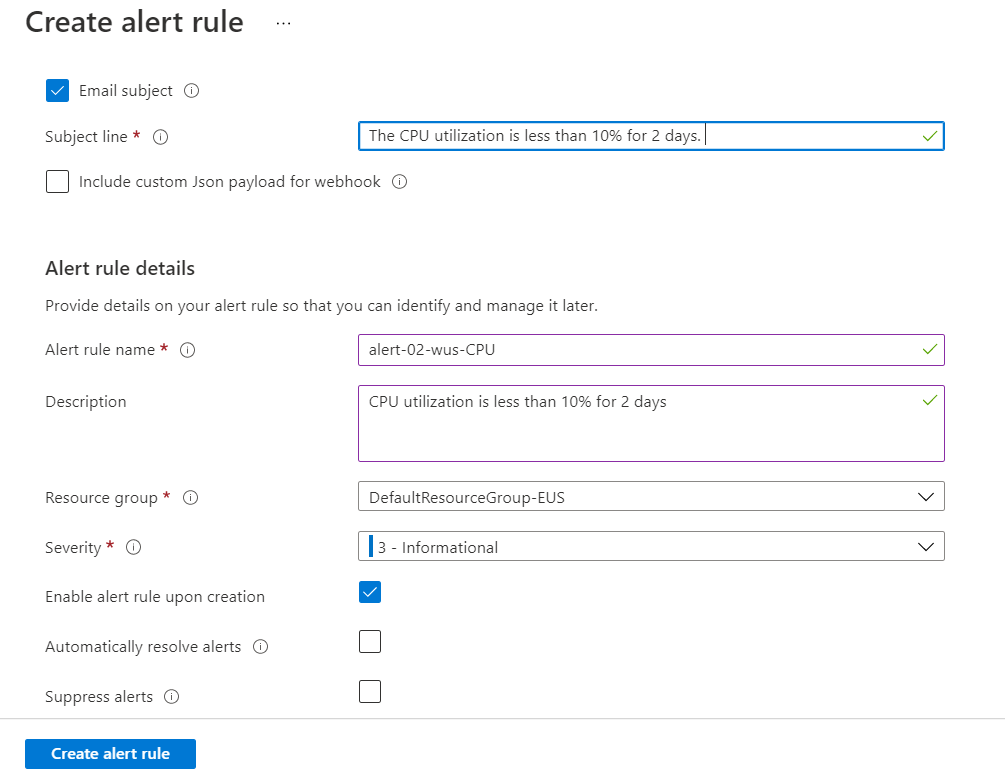 Create alert rule ...
Email subject
Subject line * The CPU utilization is less than 10% for 2 days.
Include custom Json payload for webhook
Alert rule details
Provide details on your alert rule so that you can identify and manage it later.
Alert rule name * alert-02-wus-CPU
Description CPU utilization is less than 10% for 2 days
Resource group * DefaultResourceGroup-EUS
Severity * 3 - Informational
Enable alert rule upon creation
Automatically resolve alerts
Suppress alerts
Create alert rule